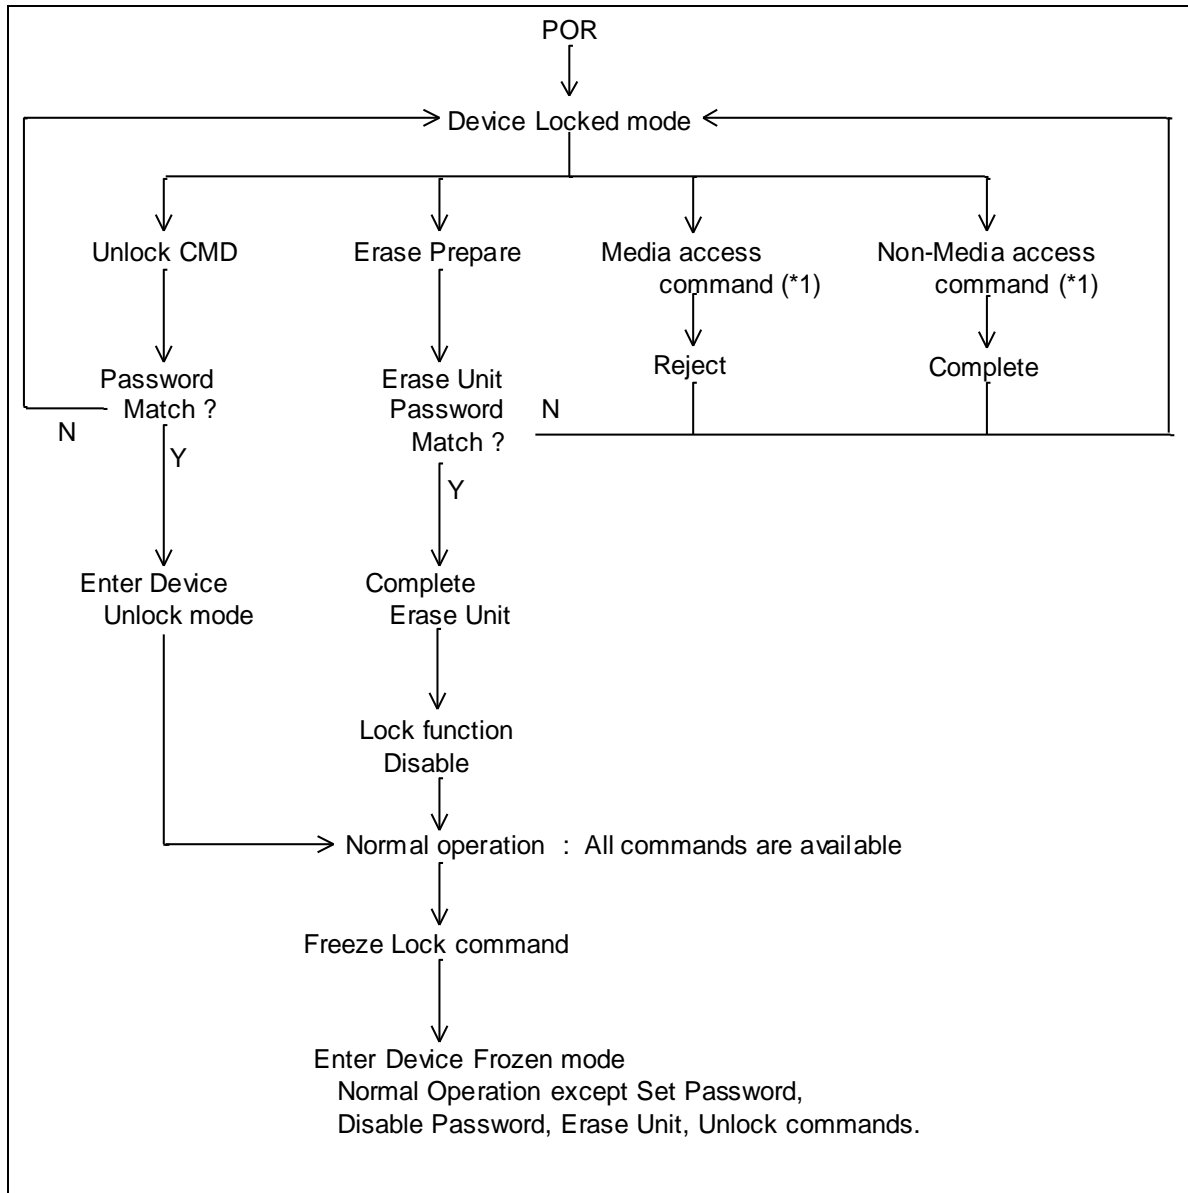 POR
Device Locked mode
Unlock CMD
Erase Prepare
Media access
command (*1)
Non-Media access
command (*1)
Password
Match ?
N
Y
Erase Unit
Password
Match ?
N
Y
Reject
Complete
Enter Device
Unlock mode
Complete
Erase Unit
Lock function
Disable
Normal operation : All commands are available
Freeze Lock command
Enter Device Frozen mode
Normal Operation except Set Password,
Disable Password, Erase Unit, Unlock commands.